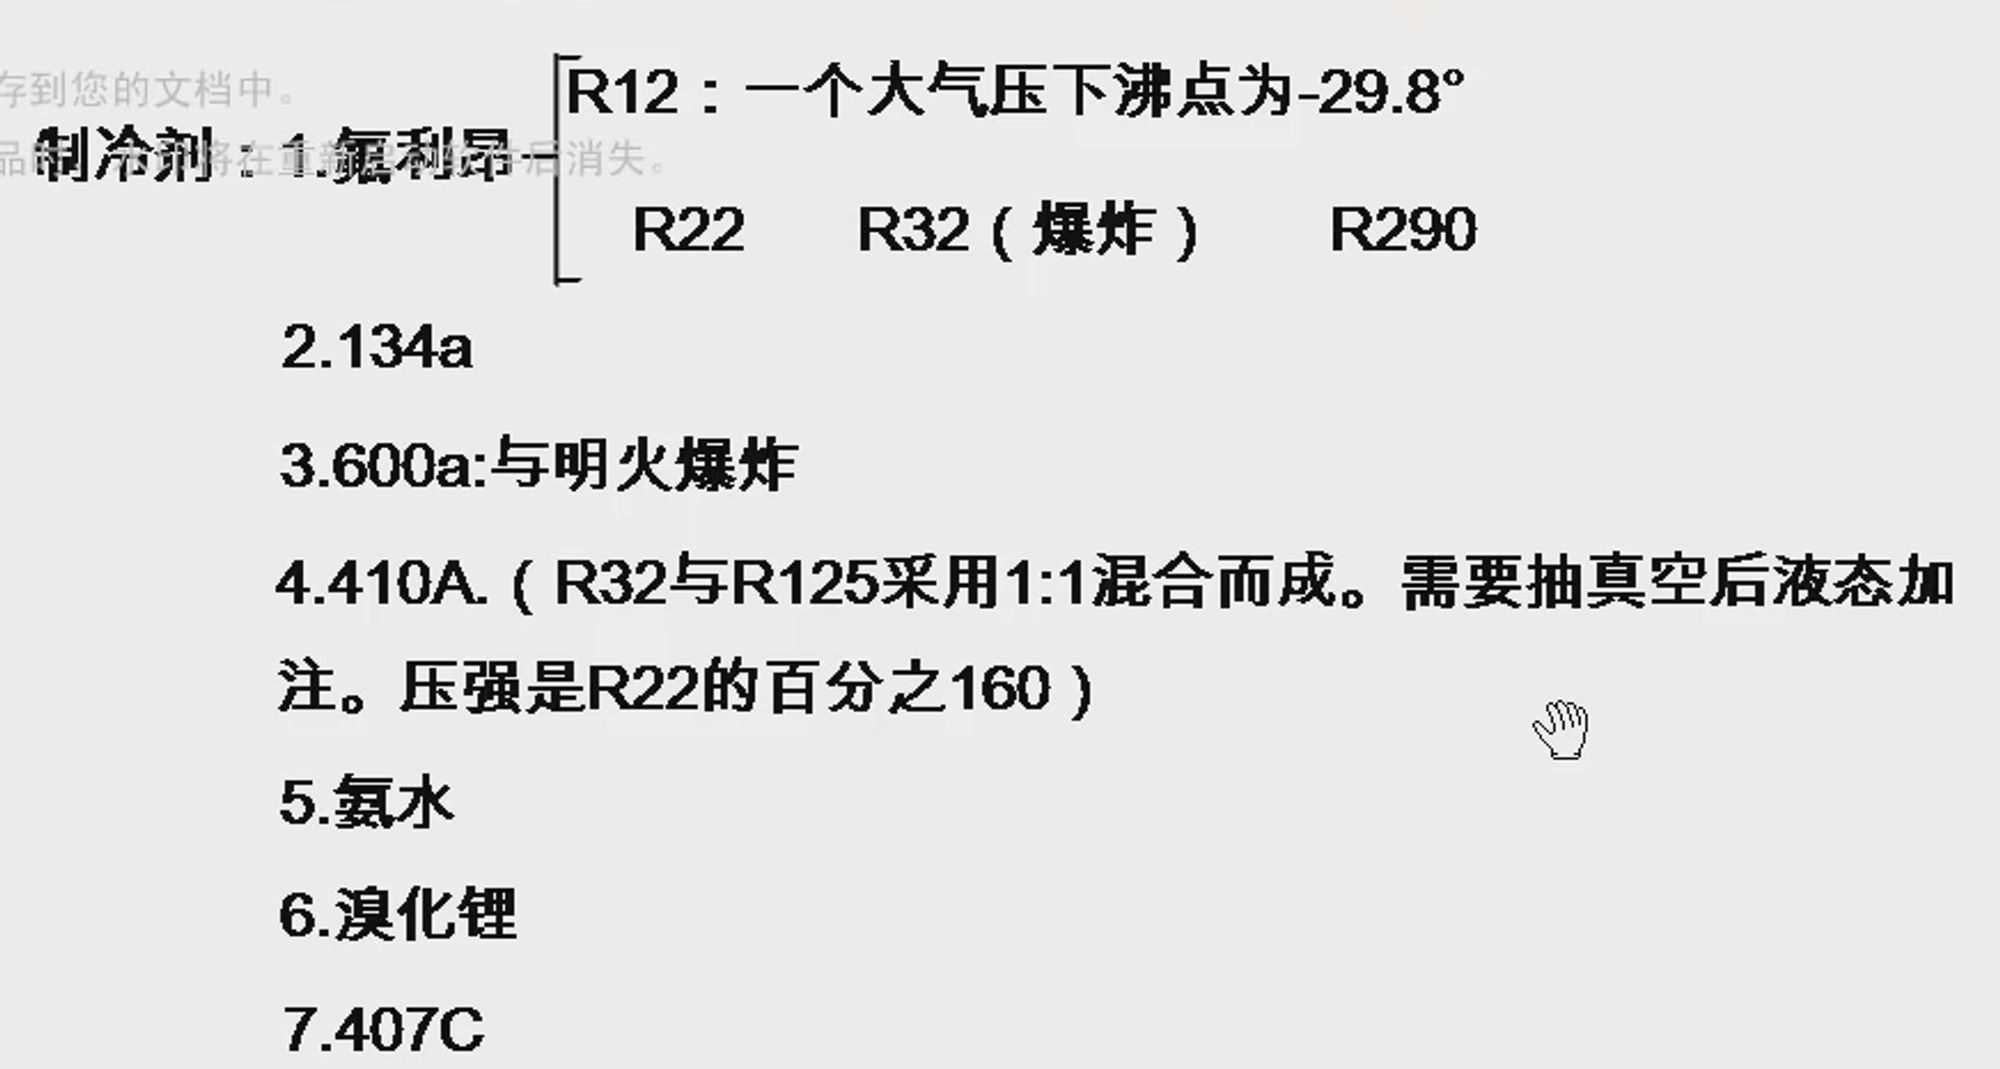 存到您的文档中。
R12：一个大气压下沸点为-29.8°
制冷剂：1.氟利昂
将在重新启动软件后消失。
R22 R32（爆炸） R290
2.134a
3.600a:与明火爆炸
4.410A.（R32与R125采用1:1混合而成。需要抽真空后液态加
注。压强是R22的百分之160）
5.氨水
6.溴化锂
7.407C